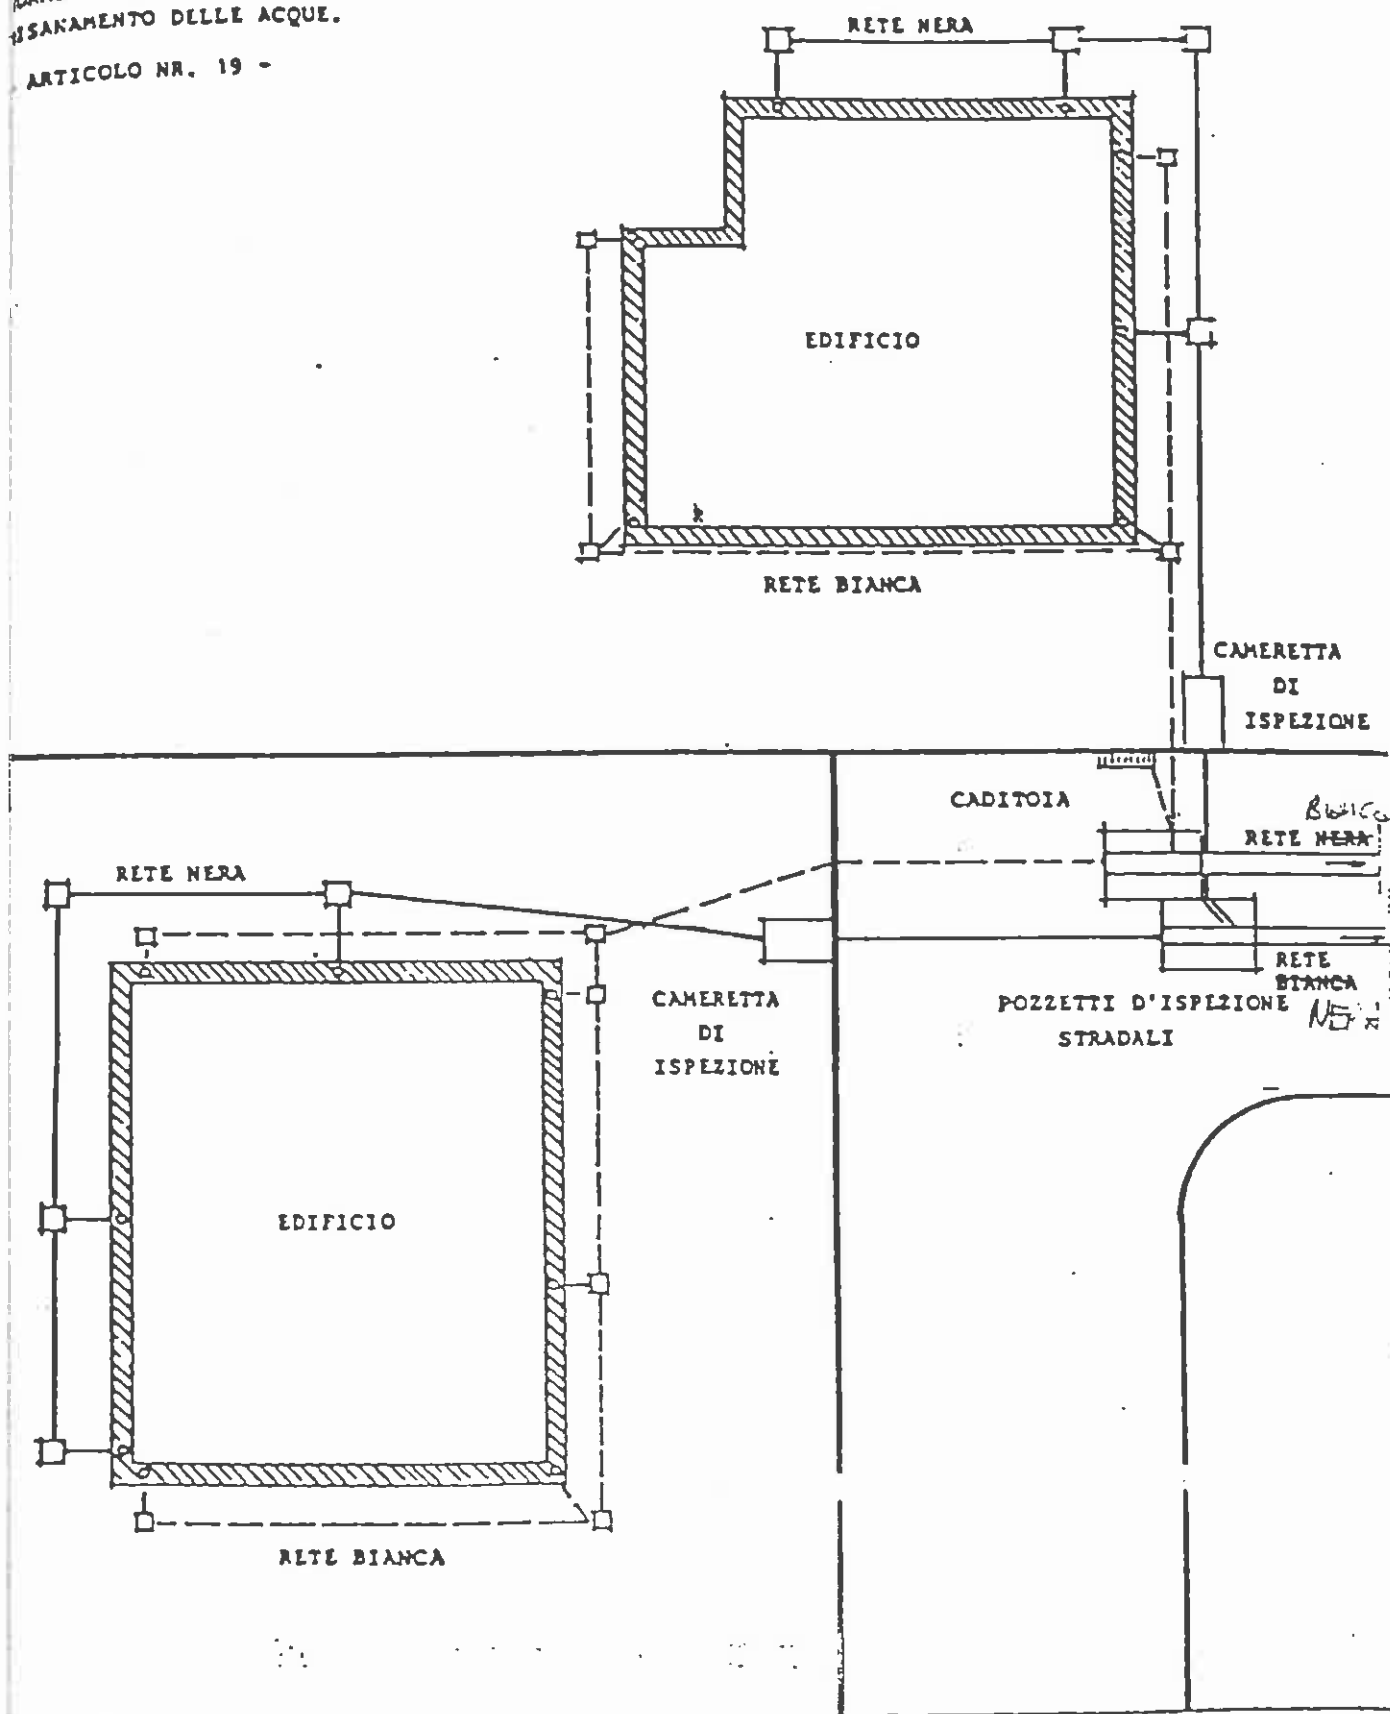 DELLE ACQUE.
ARTICOLO NR. 19 -
RETE NERA
EDIFICIO
RETE BIANCA
CAMERETTA
DI
ISPEZIONE
CADITOIA
RETE NERA
RETE NERA
RETE
BIANCA
CAMERETTA
DI
ISPEZIONE
POZZETTI D'ISPEZIONE
STRADALI
EDIFICIO
RETE BIANCA